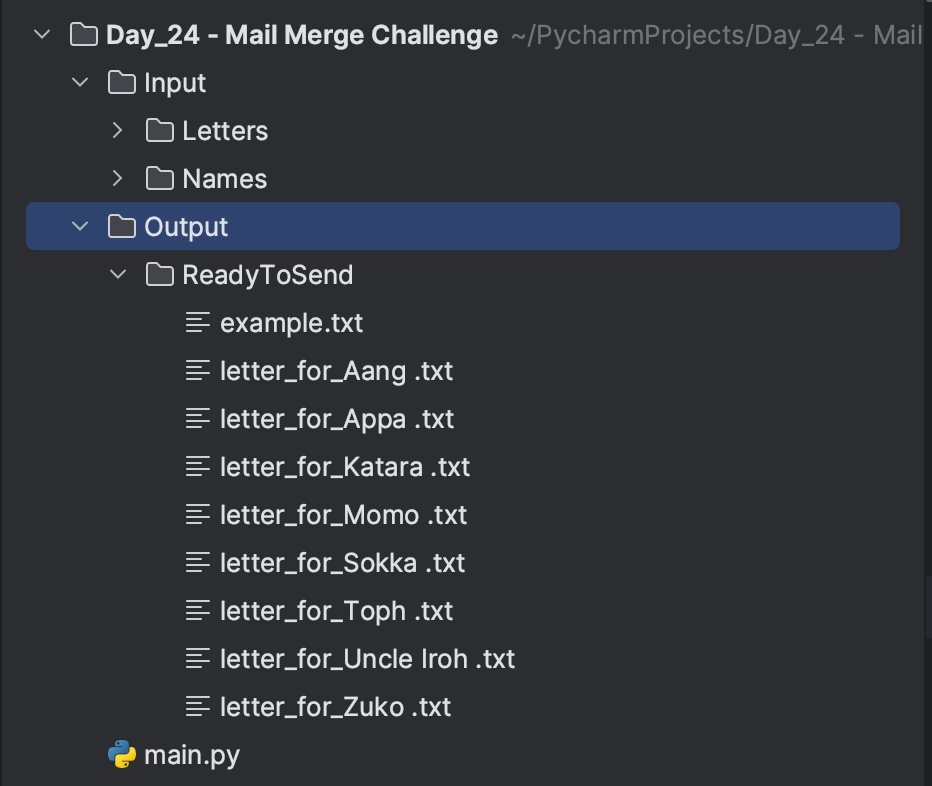 Day_24 - Mail Merge Challenge ~/PycharmProjects/Day_24 - Mail
Input
Letters
Names
Output
ReadyToSend
example.txt
letter_for_Aang .txt
letter_for_Appa .txt
letter_for_Katara .txt
letter_for_Momo .txt
letter_for_Sokka .txt
letter_for_Toph .txt
letter_for_Uncle Iroh .txt
letter_for_Zuko .txt
main.py